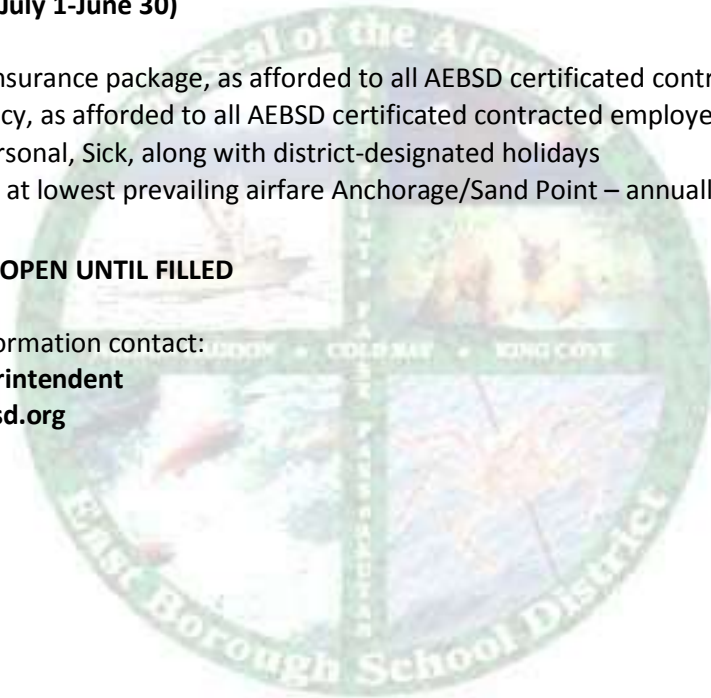 July 1-June 30)
nsurance package, as afforded to all AEBSD certificated contr
cy, as afforded to all AEBSD certificated contracted employe
rsonal, Sick, along with district-designated holidays
at lowest prevailing airfare Anchorage/Sand Point – annuall
OPEN UNTIL FILLED
ormation contact:
rintendent
sd.org
Seal of the Aleu
COLD BAY • KING COVE
East Borough School District